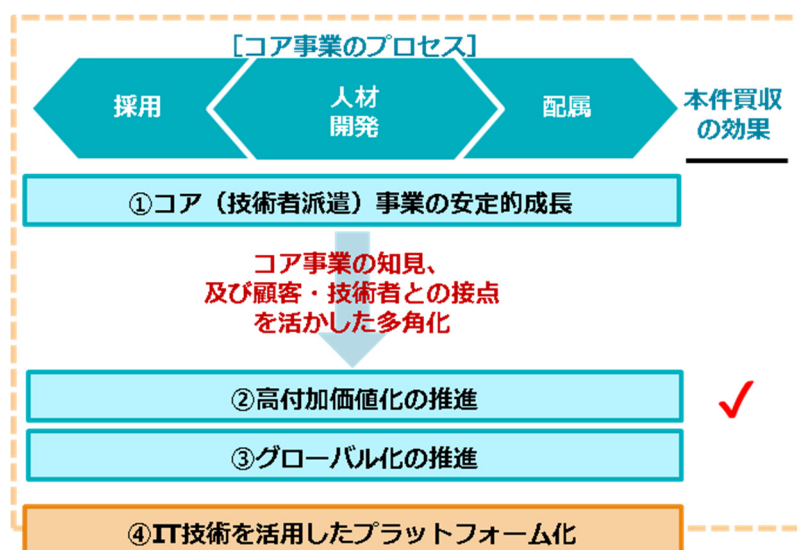 [コア事業のプロセス]
採用
人材
開発
配属
本件買収
の効果
①コア（技術者派遣）事業の安定的成長
コア事業の知見、
及び顧客・技術者との接点
を活かした多角化
②高付加価値化の推進
③グローバル化の推進
④IT技術を活用したプラットフォーム化